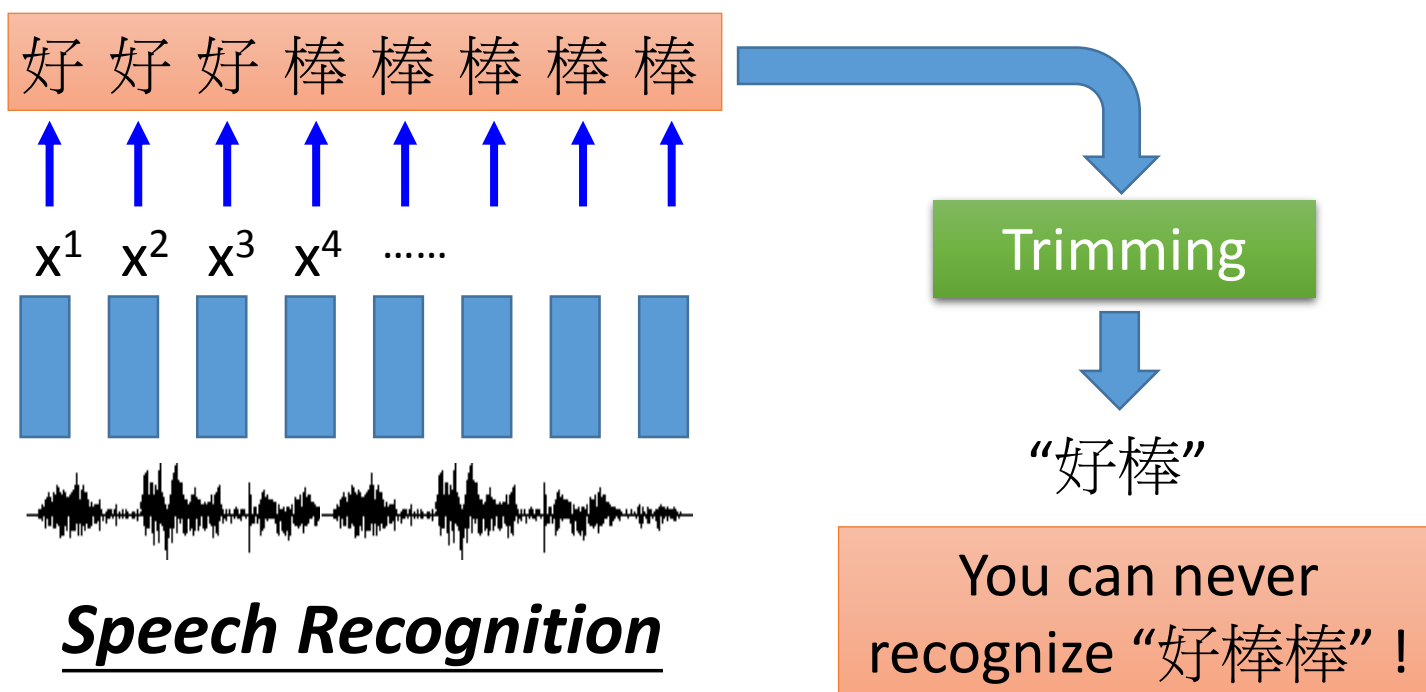 好 好 好 棒 棒 棒 棒 棒
x¹ x² x³ x⁴ ……
Speech Recognition
Trimming
“好棒”
You can never
recognize “好棒棒” !